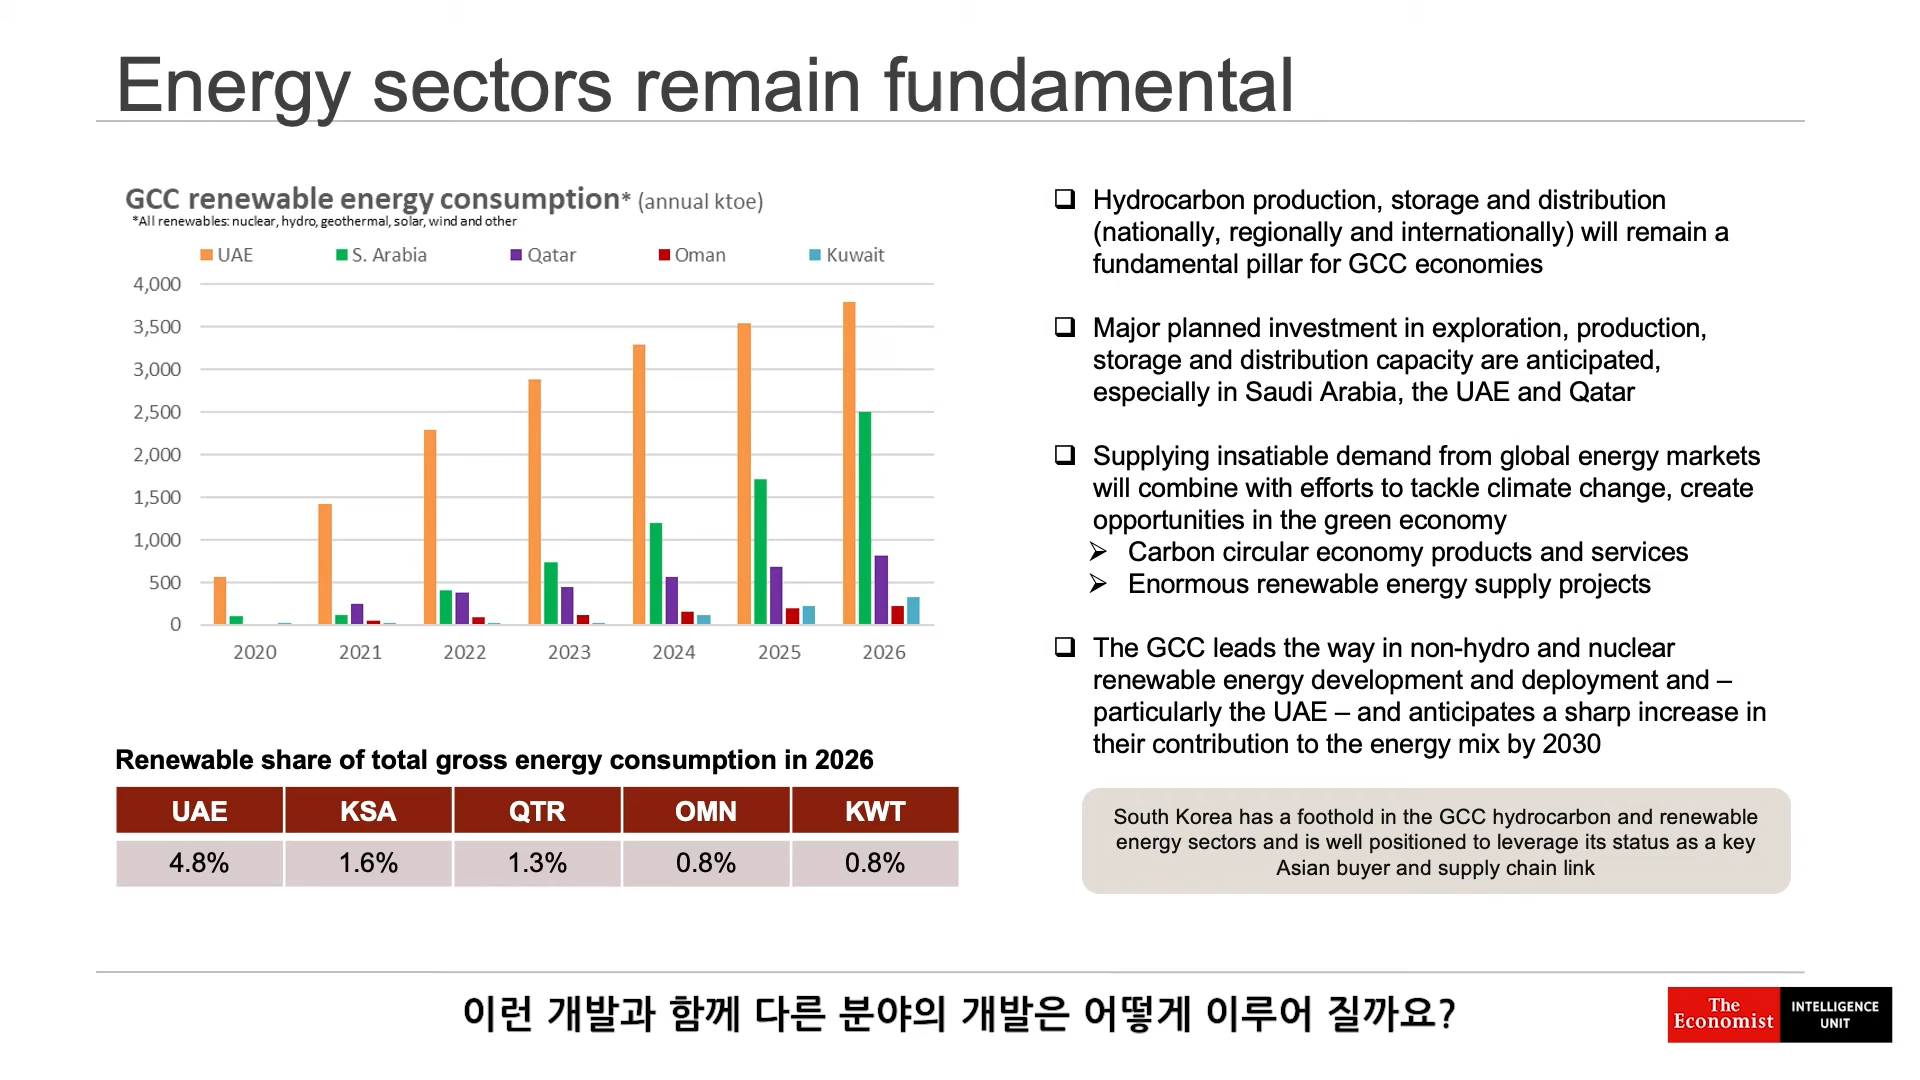 Energy sectors remain fundamental
GCC renewable energy consumption* (annual ktoe)
*All renewables: nuclear, hydro, geothermal, solar, wind and other
UAE S. Arabia Qatar Oman Kuwait
4,000
3,500
3,000
2,500
2,000
1,500
1,000
500
0
2020 2021 2022 2023 2024 2025 2026
Renewable share of total gross energy consumption in 2026
UAE KSA QTR OMN KWT
4.8% 1.6% 1.3% 0.8% 0.8%
Hydrocarbon production, storage and distribution
(nationally, regionally and internationally) will remain a
fundamental pillar for GCC economies
Major planned investment in exploration, production,
storage and distribution capacity are anticipated,
especially in Saudi Arabia, the UAE and Qatar
Supplying insatiable demand from global energy markets
will combine with efforts to tackle climate change, create
opportunities in the green economy
Carbon circular economy products and services
Enormous renewable energy supply projects
The GCC leads the way in non-hydro and nuclear
renewable energy development and deployment and –
particularly the UAE – and anticipates a sharp increase in
their contribution to the energy mix by 2030
South Korea has a foothold in the GCC hydrocarbon and renewable
energy sectors and is well positioned to leverage its status as a key
Asian buyer and supply chain link
이런 개발과 함께 다른 분야의 개발은 어떻게 이루어 질까요?
The
Economist
INTELLIGENCE
UNIT